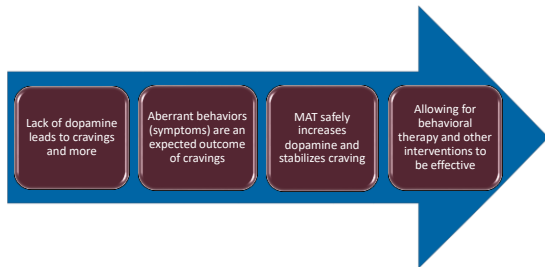 Lack of dopamine
leads to cravings
and more
Aberrant behaviors
(symptoms) are an
expected outcome
of cravings
MAT safely
increases
dopamine and
stabilizes craving
Allowing for
behavioral
therapy and other
interventions to
be effective